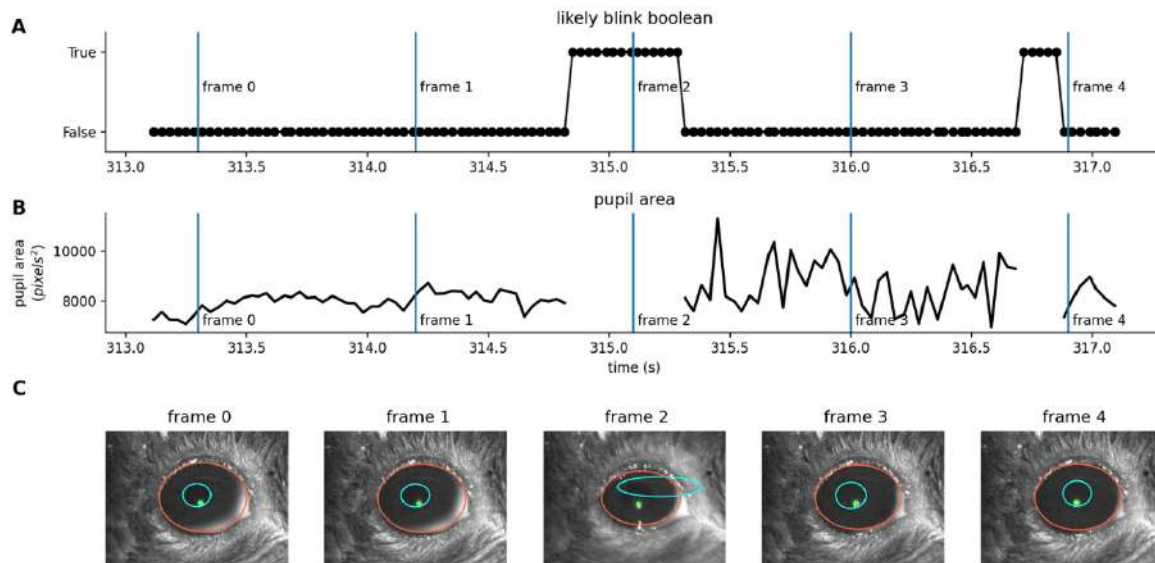 A
likely blink boolean
True
False
frame 0
frame 1
frame 2
frame 3
frame 4
313.0 313.5 314.0 314.5 315.0 315.5 316.0 316.5 317.0
B
pupil area
pupil area
(pixels²)
10000
8000
frame 0
frame 1
frame 2
frame 3
frame 4
313.0 313.5 314.0 314.5 315.0 315.5 316.0 316.5 317.0
time (s)
C
frame 0 frame 1 frame 2 frame 3 frame 4